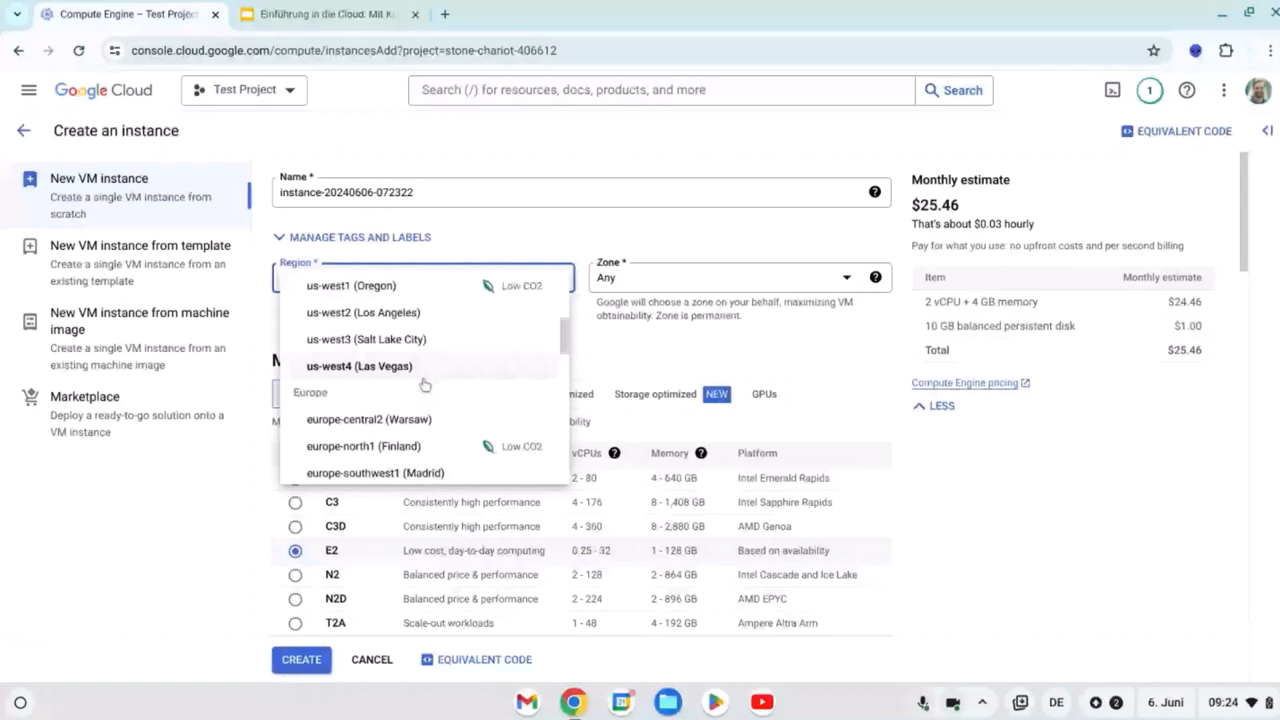 Compute Engine – Test Project
Einführung in die Cloud. Mit K
console.cloud.google.com/compute/instancesAdd?project=stone-chariot-406612
Google Cloud
Test Project
Search (/) for resources, docs, products, and more
Search
1
Create an instance
EQUIVALENT CODE
New VM instance
Create a single VM instance from
scratch
New VM instance from template
Create a single VM instance from an
existing template
New VM instance from machine
image
Create a single VM instance from an
existing machine image
Marketplace
Deploy a ready-to-go solution onto a
VM instance
Name *
instance-20240606-072322
MANAGE TAGS AND LABELS
Region *
us-west1 (Oregon) Low CO2
us-west2 (Los Angeles)
us-west3 (Salt Lake City)
us-west4 (Las Vegas)
Europe
europe-central2 (Warsaw)
europe-north1 (Finland) Low CO2
europe-southwest1 (Madrid)
Zone *
Any
Google will choose a zone on your behalf, maximizing VM
obtainability. Zone is permanent.
M
mized Storage optimized NEW GPUs
M bility
vCPUs Memory Platform
2 - 80 4 - 640 GB Intel Emerald Rapids
C3 Consistently high performance 4 - 176 8 - 1,408 GB Intel Sapphire Rapids
C3D Consistently high performance 4 - 360 8 - 2,880 GB AMD Genoa
E2 Low cost, day-to-day computing 0.25 - 32 1 - 128 GB Based on availability
N2 Balanced price & performance 2 - 128 2 - 864 GB Intel Cascade and Ice Lake
N2D Balanced price & performance 2 - 224 2 - 896 GB AMD EPYC
T2A Scale-out workloads 1 - 48 4 - 192 GB Ampere Altra Arm
CREATE CANCEL EQUIVALENT CODE
Monthly estimate
$25.46
That's about $0.03 hourly
Pay for what you use: no upfront costs and per second billing
Item Monthly estimate
2 vCPU + 4 GB memory $24.46
10 GB balanced persistent disk $1.00
Total $25.46
Compute Engine pricing
LESS
DE 2 6. Juni 09:24